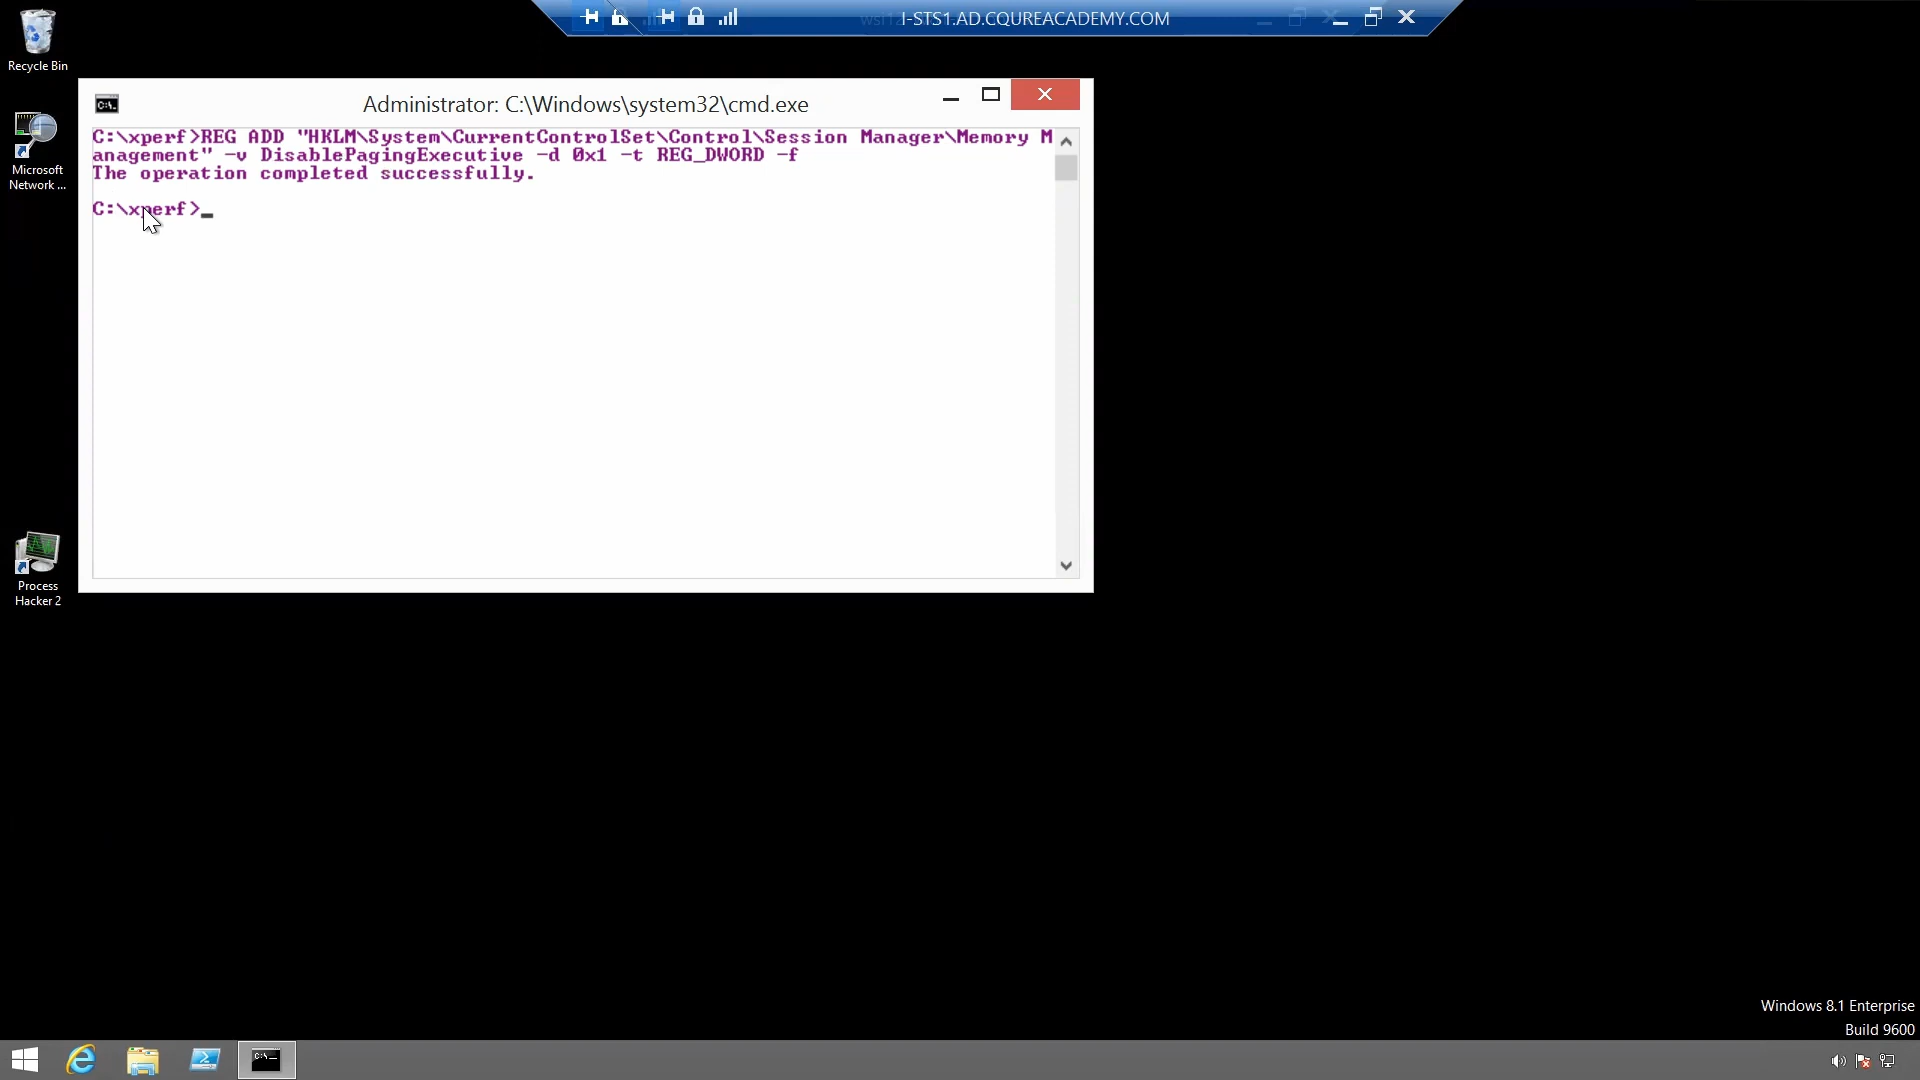 I-STS1.AD.CQUREACADEMY.COM
Recycle Bin
Microsoft
Network ...
Process
Hacker 2
Administrator: C:\Windows\system32\cmd.exe
C:\xperf>REG ADD "HKLM\System\CurrentControlSet\Control\Session Manager\Memory M
anagement" -v DisablePagingExecutive -d 0x1 -t REG_DWORD -f
The operation completed successfully.
C:\xperf>_
Windows 8.1 Enterprise
Build 9600